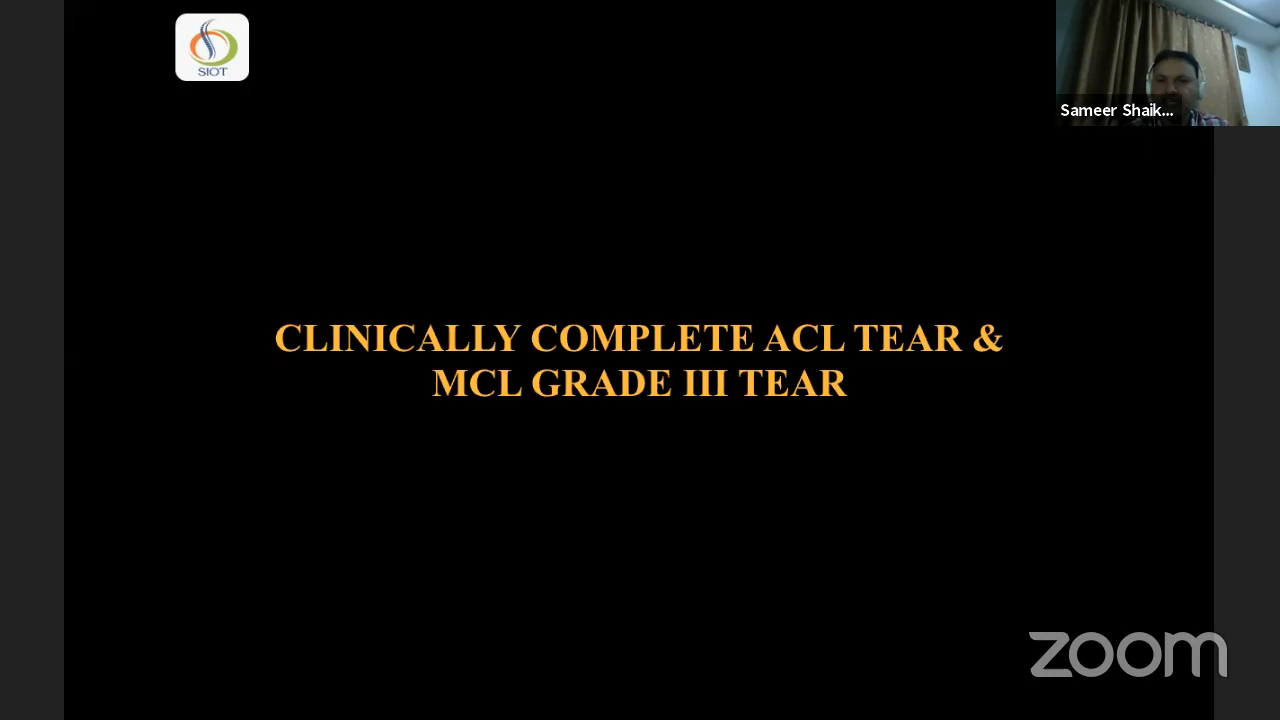 SIOT
Sameer Shaik...
CLINICALLY COMPLETE ACL TEAR &
MCL GRADE III TEAR
zoom